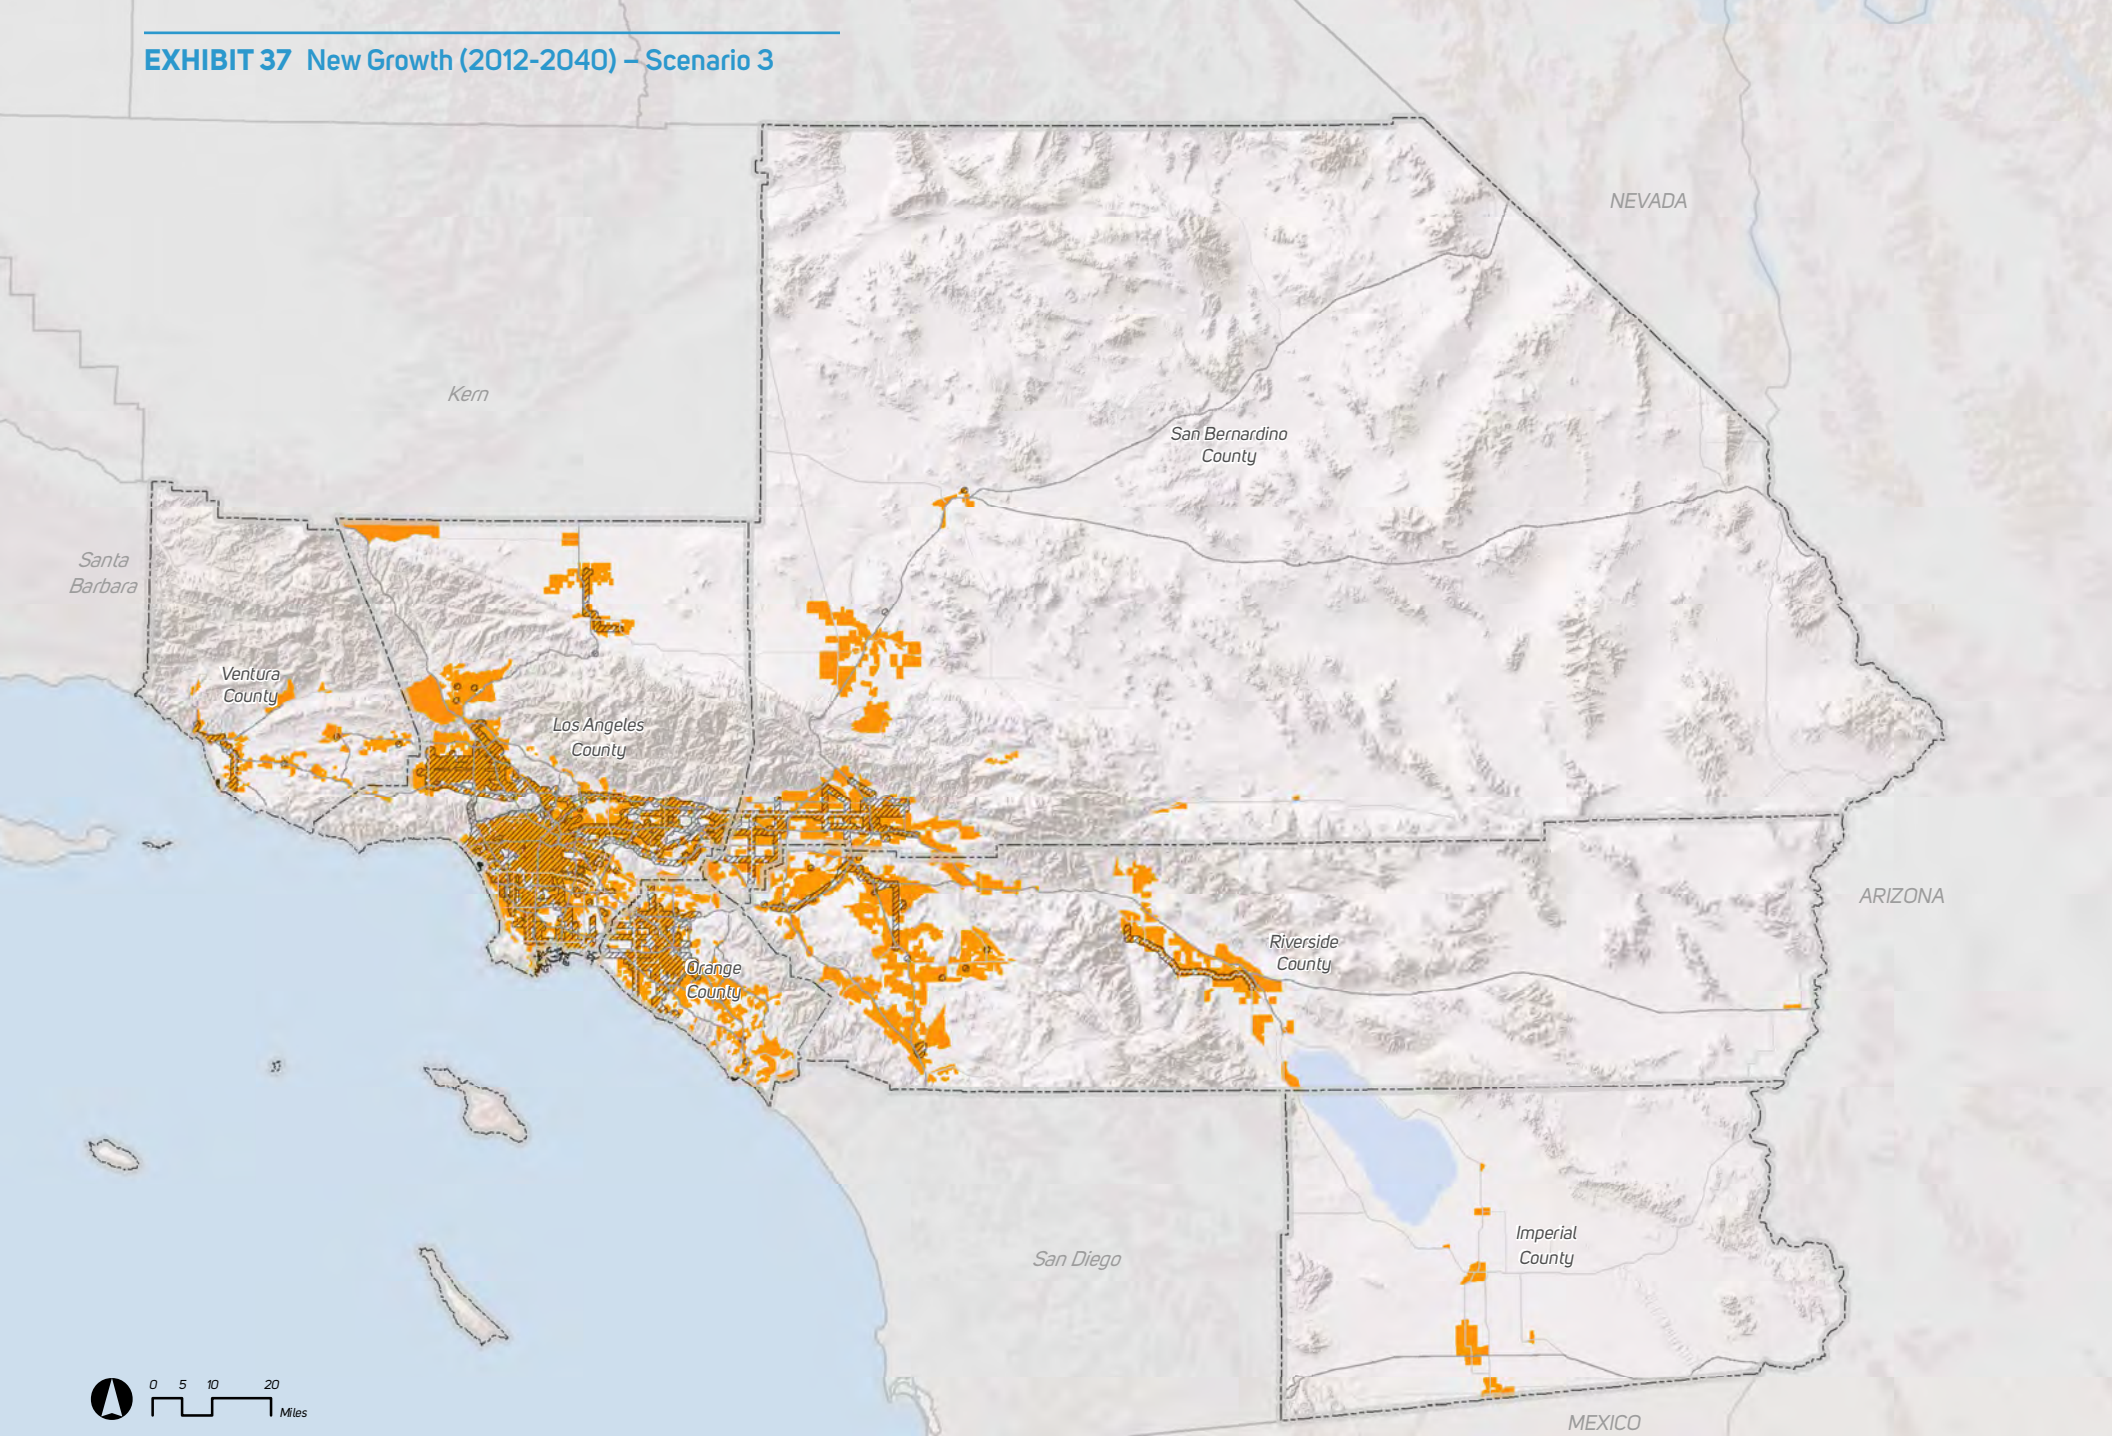 EXHIBIT 37 New Growth (2012-2040) – Scenario 3
NEVADA
Kern
San Bernardino
County
Santa
Barbara
Ventura
County
Los Angeles
County
ARIZONA
Riverside
County
Orange
County
Imperial
County
San Diego
0 5 10 20
Miles
MEXICO